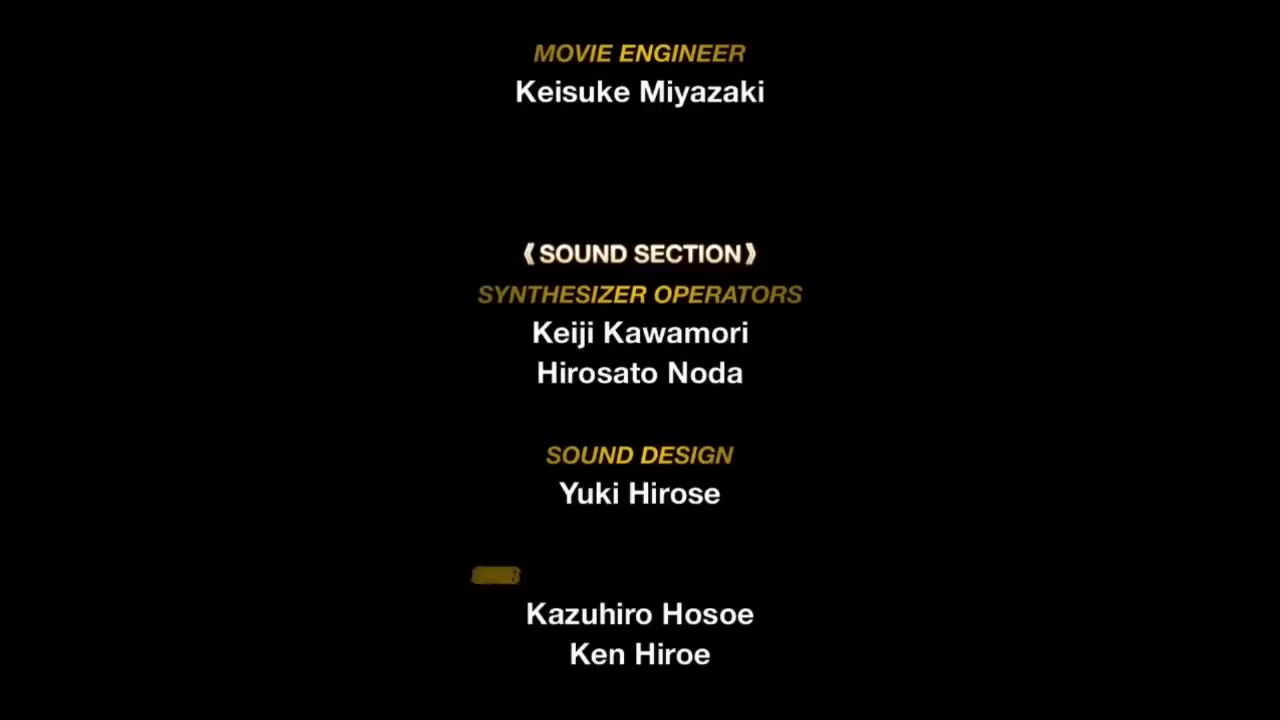 MOVIE ENGINEER
Keisuke Miyazaki
《SOUND SECTION》
SYNTHESIZER OPERATORS
Keiji Kawamori
Hirosato Noda
SOUND DESIGN
Yuki Hirose
Kazuhiro Hosoe
Ken Hiroe